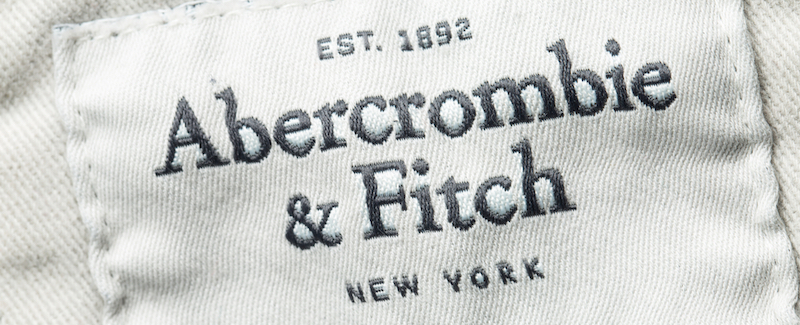 EST. 1892
Abercrombie
& Fitch
NEW YORK